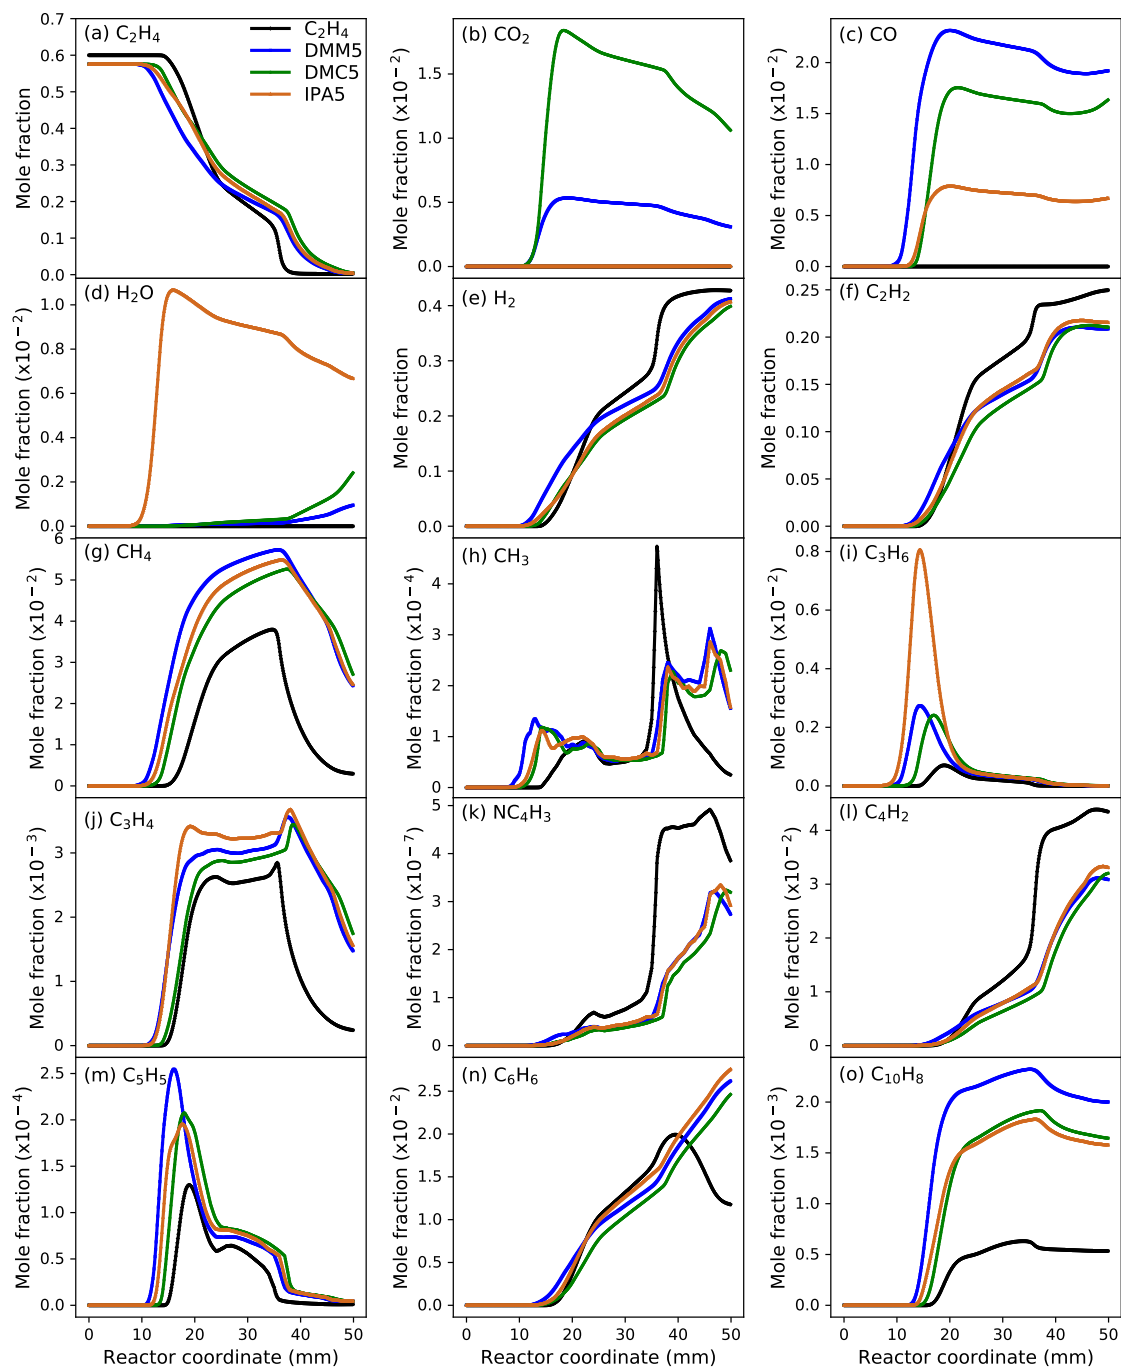 (a) C₂H₄
C₂H₄
DMM5
DMC5
IPA5
Mole fraction
0.7
0.6
0.5
0.4
0.3
0.2
0.1
0.0
(b) CO₂
Mole fraction (x10⁻²)
1.5
1.0
0.5
0.0
(c) CO
Mole fraction (x10⁻²)
2.0
1.5
1.0
0.5
0.0
(d) H₂O
Mole fraction (x10⁻²)
1.0
0.8
0.6
0.4
0.2
0.0
(e) H₂
Mole fraction
0.4
0.3
0.2
0.1
0.0
(f) C₂H₂
Mole fraction
0.25
0.20
0.15
0.10
0.05
0.00
(g) CH₄
Mole fraction (x10⁻²)
6
5
4
3
2
1
0
(h) CH₃
Mole fraction (x10⁻⁴)
4
3
2
1
0
(i) C₃H₆
Mole fraction (x10⁻²)
0.8
0.6
0.4
0.2
0.0
(j) C₃H₄
Mole fraction (x10⁻³)
3
2
1
0
(k) NC₄H₃
Mole fraction (x10⁻⁷)
5
4
3
2
1
0
(l) C₄H₂
Mole fraction (x10⁻²)
4
3
2
1
0
(m) C₅H₅
Mole fraction (x10⁻⁴)
2.5
2.0
1.5
1.0
0.5
0.0
0 10 20 30 40 50
Reactor coordinate (mm)
(n) C₆H₆
Mole fraction (x10⁻²)
2.5
2.0
1.5
1.0
0.5
0.0
0 10 20 30 40 50
Reactor coordinate (mm)
(o) C₁₀H₈
Mole fraction (x10⁻³)
2.0
1.5
1.0
0.5
0.0
0 10 20 30 40 50
Reactor coordinate (mm)